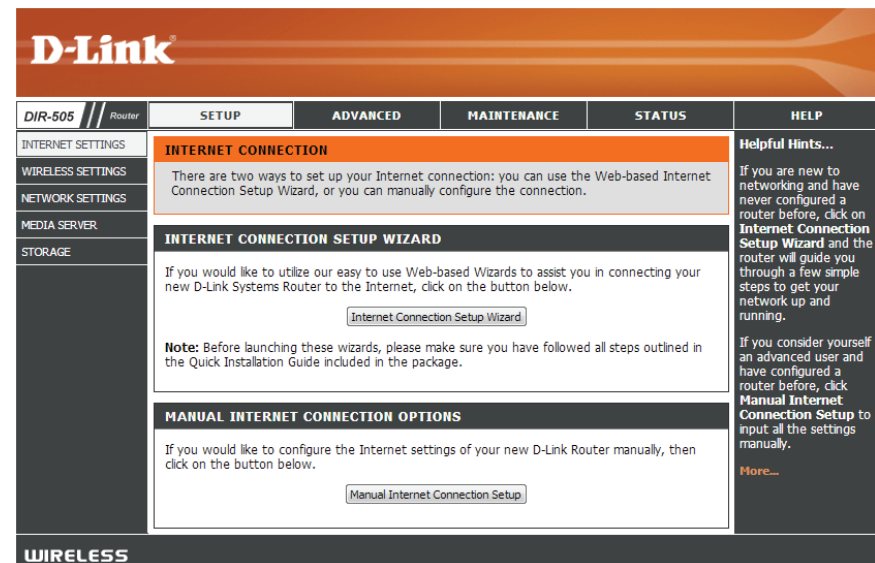 D-Link®
DIR-505 // Router
SETUP
ADVANCED
MAINTENANCE
STATUS
HELP
INTERNET SETTINGS
WIRELESS SETTINGS
NETWORK SETTINGS
MEDIA SERVER
STORAGE
INTERNET CONNECTION
There are two ways to set up your Internet connection: you can use the Web-based Internet
Connection Setup Wizard, or you can manually configure the connection.
INTERNET CONNECTION SETUP WIZARD
If you would like to utilize our easy to use Web-based Wizards to assist you in connecting your
new D-Link Systems Router to the Internet, click on the button below.
Internet Connection Setup Wizard
Note: Before launching these wizards, please make sure you have followed all steps outlined in
the Quick Installation Guide included in the package.
MANUAL INTERNET CONNECTION OPTIONS
If you would like to configure the Internet settings of your new D-Link Router manually, then
click on the button below.
Manual Internet Connection Setup
Helpful Hints...
If you are new to
networking and have
never configured a
router before, click on
Internet Connection
Setup Wizard and the
router will guide you
through a few simple
steps to get your
network up and
running.
If you consider yourself
an advanced user and
have configured a
router before, click
Manual Internet
Connection Setup to
input all the settings
manually.
More...
WIRELESS